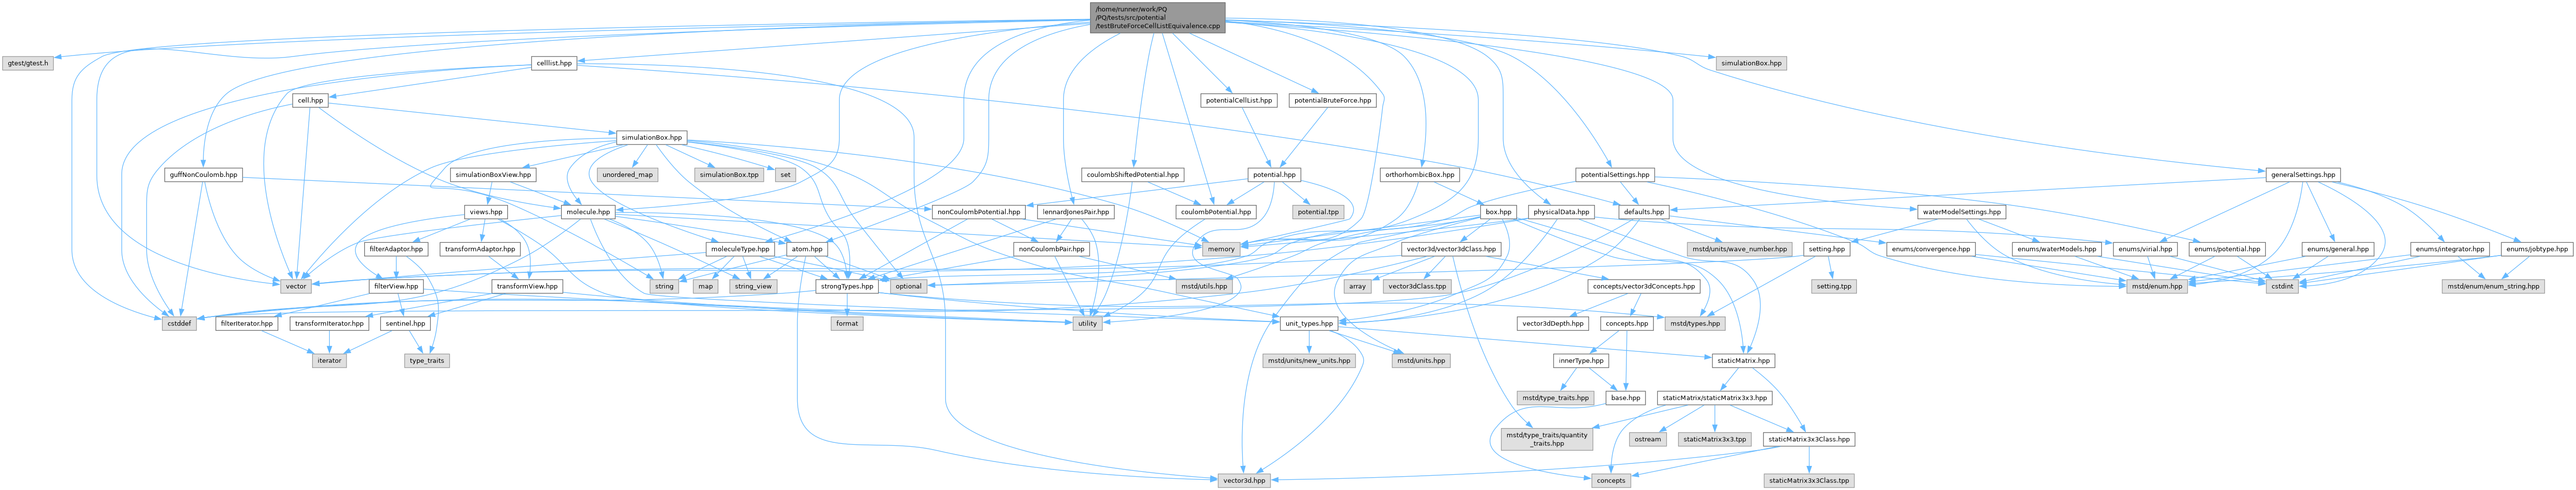 /home/runner/work/PQ
/PQ/tests/src/potential
/testBruteForceCellListEquivalence.cpp
gtest/gtest.h
celllist.hpp
simulationBox.hpp
cell.hpp
potentialCellList.hpp
potentialBruteForce.hpp
simulationBox.hpp
guffNonCoulomb.hpp
simulationBoxView.hpp
unordered_map
simulationBox.tpp
set
coulombShiftedPotential.hpp
potential.hpp
orthorhombicBox.hpp
potentialSettings.hpp
generalSettings.hpp
views.hpp
molecule.hpp
nonCoulombPotential.hpp
lennardJonesPair.hpp
coulombPotential.hpp
potential.tpp
box.hpp
physicalData.hpp
defaults.hpp
waterModelSettings.hpp
filterAdaptor.hpp
transformAdaptor.hpp
moleculeType.hpp
atom.hpp
memory
nonCoulombPair.hpp
vector3d/vector3dClass.hpp
mstd/units/wave_number.hpp
setting.hpp
enums/convergence.hpp
enums/waterModels.hpp
enums/virial.hpp
enums/potential.hpp
enums/general.hpp
enums/integrator.hpp
enums/jobtype.hpp
vector
filterView.hpp
transformView.hpp
string
map
string_view
strongTypes.hpp
optional
mstd/utils.hpp
array
vector3dClass.tpp
concepts/vector3dConcepts.hpp
setting.tpp
mstd/enum.hpp
cstdint
mstd/enum/enum_string.hpp
cstddef
filterIterator.hpp
transformIterator.hpp
sentinel.hpp
format
utility
unit_types.hpp
vector3dDepth.hpp
concepts.hpp
mstd/types.hpp
iterator
type_traits
mstd/units/new_units.hpp
mstd/units.hpp
innerType.hpp
staticMatrix.hpp
mstd/type_traits.hpp
base.hpp
staticMatrix/staticMatrix3x3.hpp
mstd/type_traits/quantity
_traits.hpp
ostream
staticMatrix3x3.tpp
staticMatrix3x3Class.hpp
vector3d.hpp
concepts
staticMatrix3x3Class.tpp